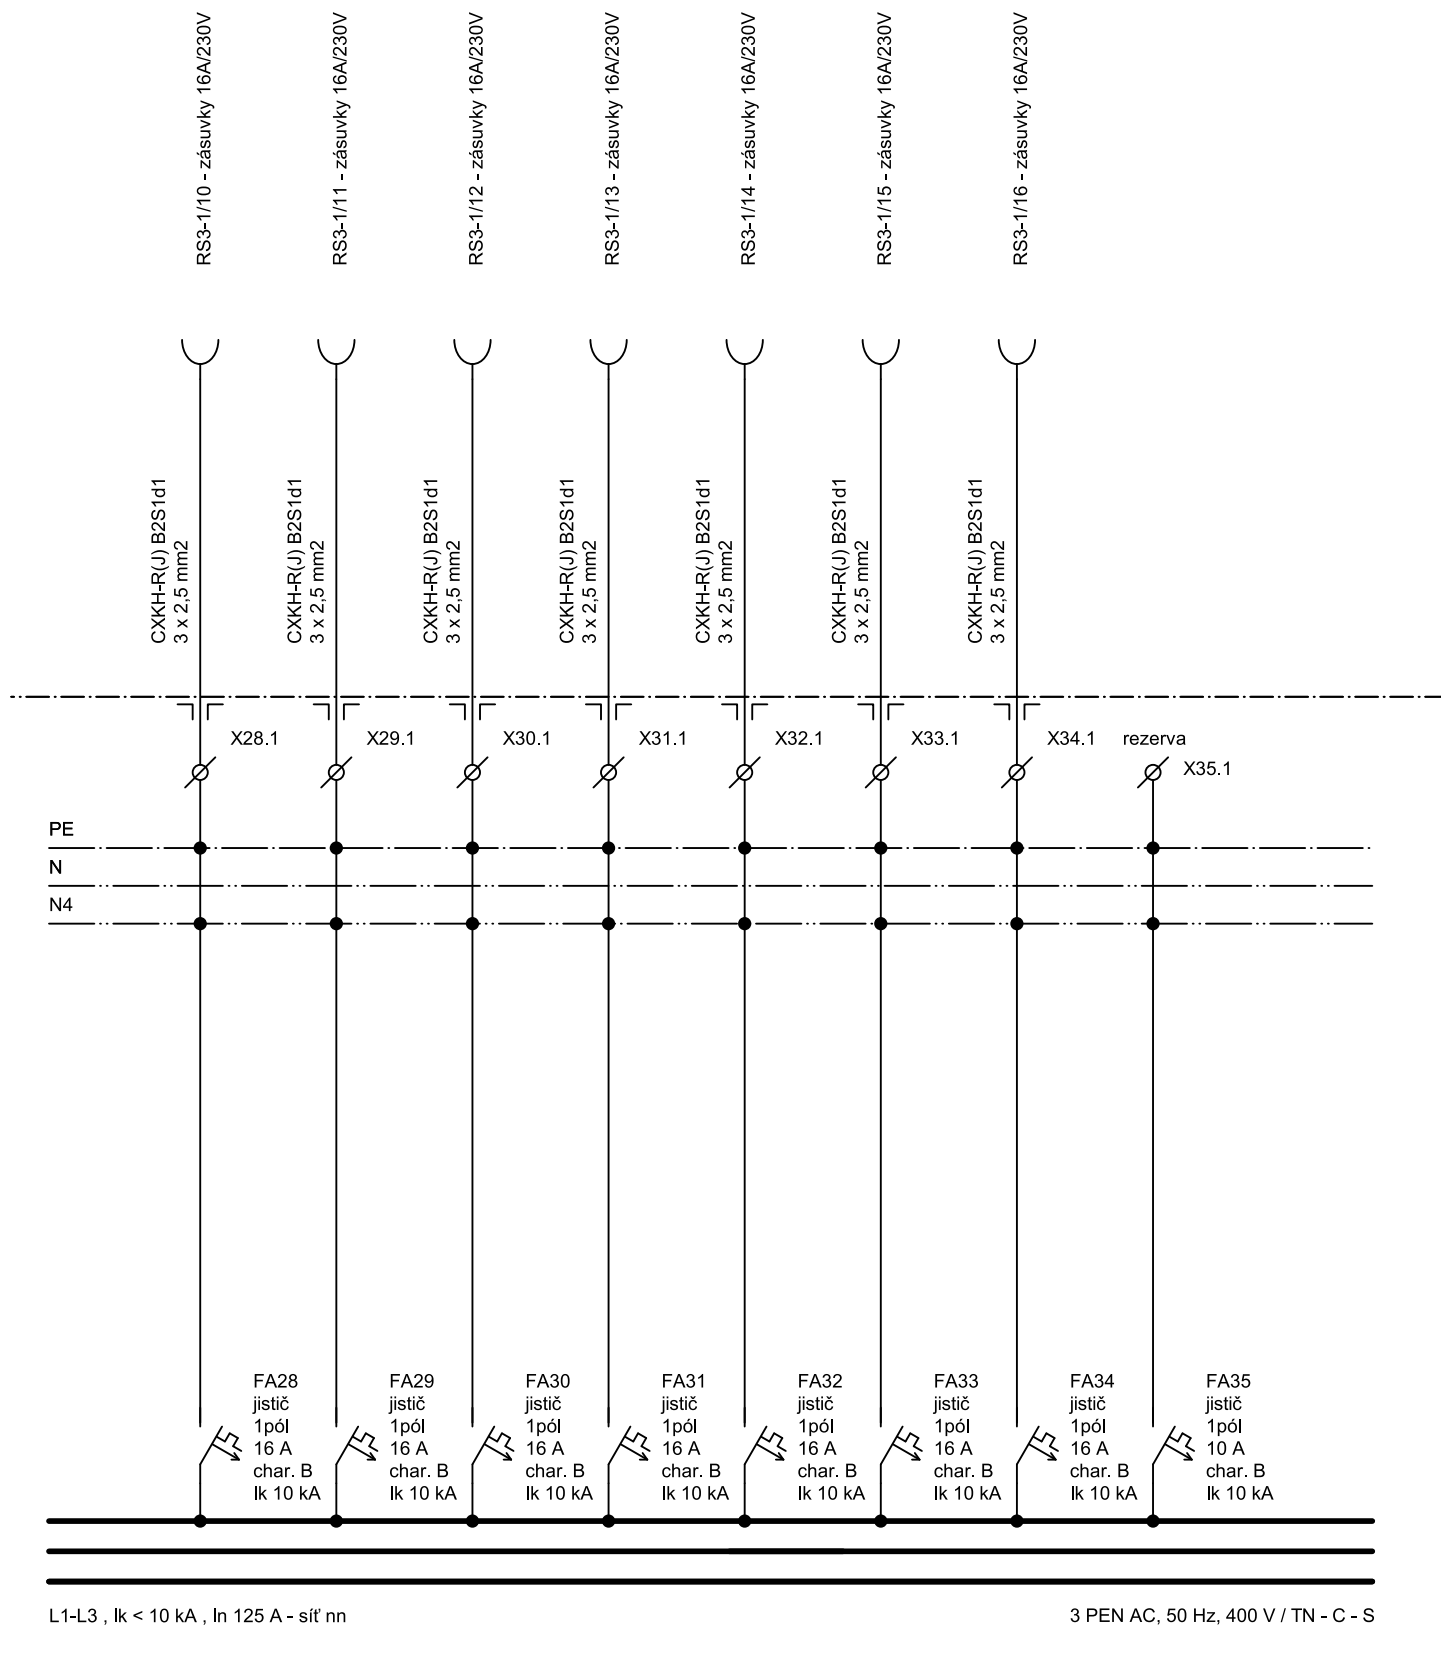 RS3-1/10 - zásuvky 16A/230V
RS3-1/11 - zásuvky 16A/230V
RS3-1/12 - zásuvky 16A/230V
RS3-1/13 - zásuvky 16A/230V
RS3-1/14 - zásuvky 16A/230V
RS3-1/15 - zásuvky 16A/230V
RS3-1/16 - zásuvky 16A/230V
CXKH-R(J) B2S1d1
3 x 2,5 mm2
CXKH-R(J) B2S1d1
3 x 2,5 mm2
CXKH-R(J) B2S1d1
3 x 2,5 mm2
CXKH-R(J) B2S1d1
3 x 2,5 mm2
CXKH-R(J) B2S1d1
3 x 2,5 mm2
CXKH-R(J) B2S1d1
3 x 2,5 mm2
CXKH-R(J) B2S1d1
3 x 2,5 mm2
X28.1
X29.1
X30.1
X31.1
X32.1
X33.1
X34.1
rezerva
X35.1
PE
N
N4
FA28
jistič
1pól
16 A
char. B
Ik 10 kA
FA29
jistič
1pól
16 A
char. B
Ik 10 kA
FA30
jistič
1pól
16 A
char. B
Ik 10 kA
FA31
jistič
1pól
16 A
char. B
Ik 10 kA
FA32
jistič
1pól
16 A
char. B
Ik 10 kA
FA33
jistič
1pól
16 A
char. B
Ik 10 kA
FA34
jistič
1pól
16 A
char. B
Ik 10 kA
FA35
jistič
1pól
10 A
char. B
Ik 10 kA
L1-L3 , Ik < 10 kA , In 125 A - síť nn
3 PEN AC, 50 Hz, 400 V / TN - C - S